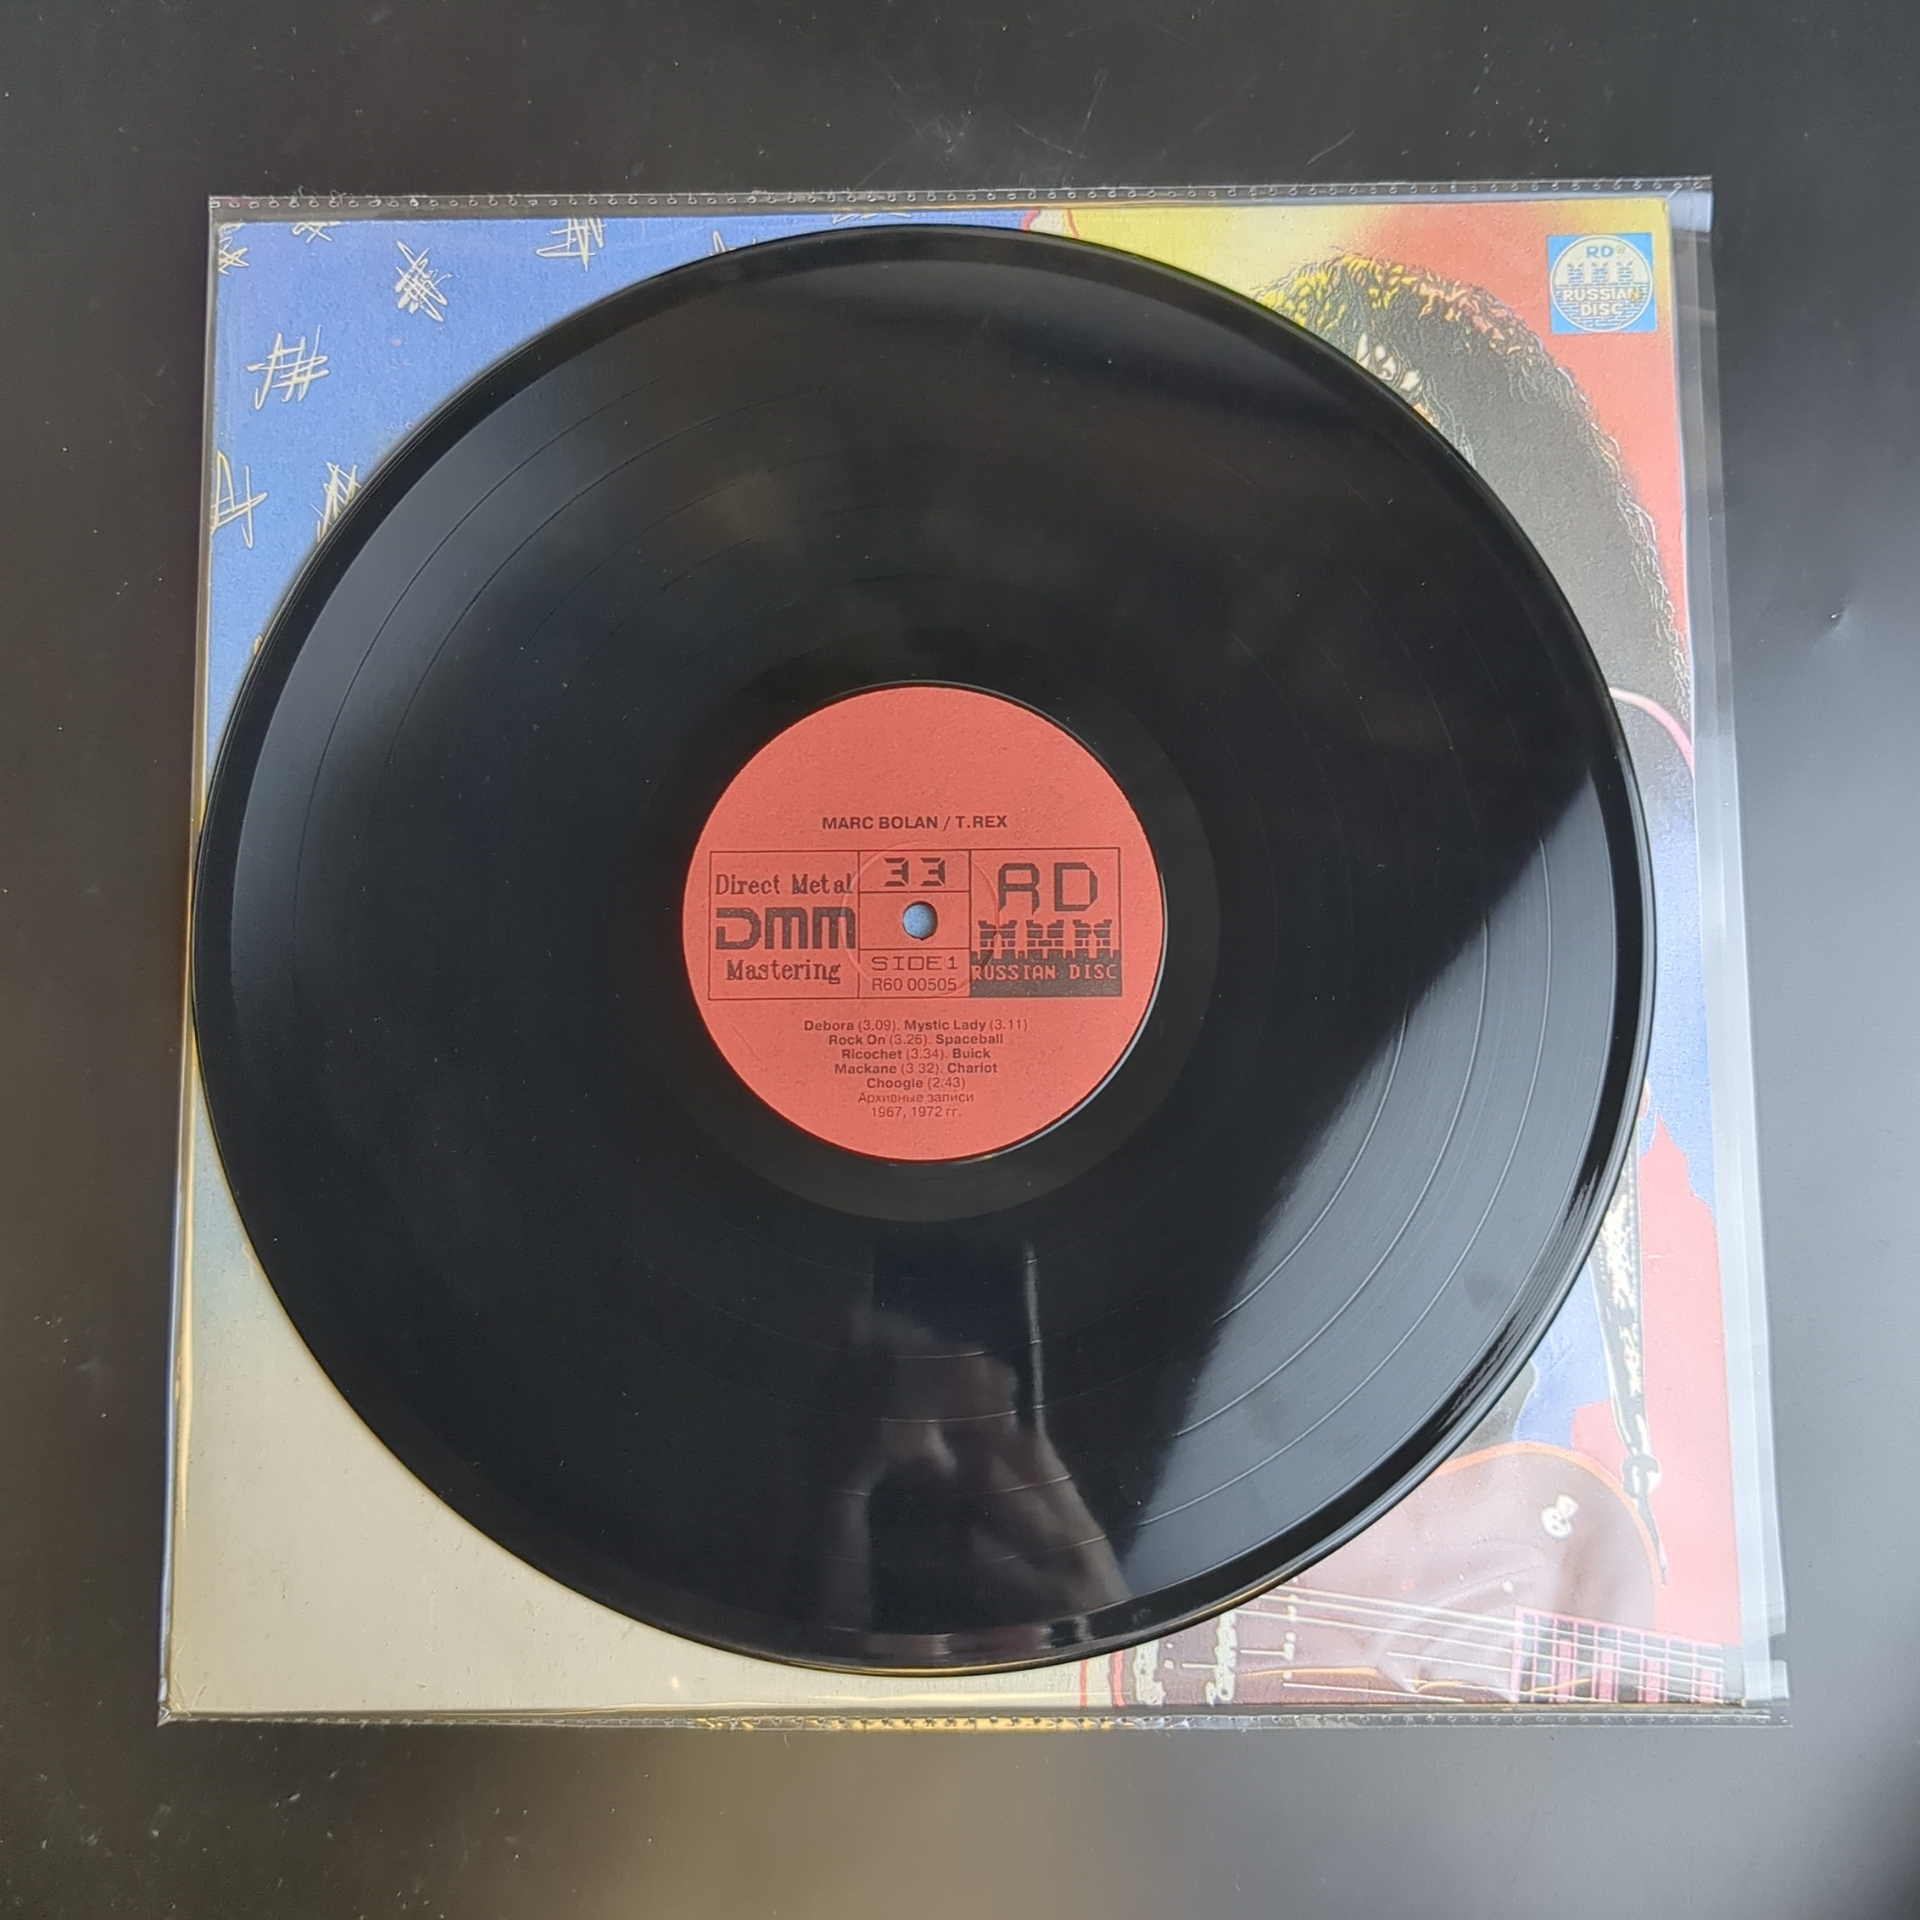 RD
RUSSIAN
DISC
MARC BOLAN / T.REX
Direct Metal
DMM
Mastering
33
SIDE 1
R60 00505
RD
RUSSIAN DISC
Debora (3.09). Mystic Lady (3.11)
Rock On (3.26). Spaceball
Ricochet (3.34). Buick
Mackane (3 32). Chariot
Choogle (2.43)
Архивные записи
1967, 1972 гг.